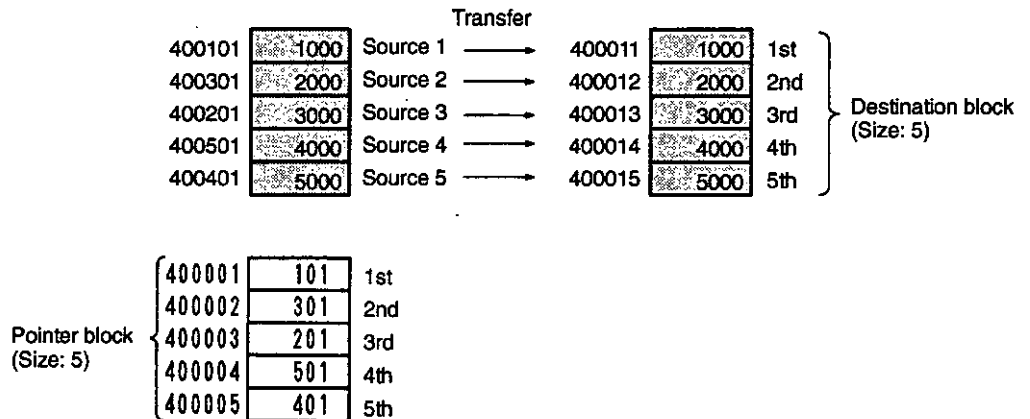 Transfer
400101 1000 Source 1 400011 1000 1st
400301 2000 Source 2 400012 2000 2nd
400201 3000 Source 3 400013 3000 3rd
400501 4000 Source 4 400014 4000 4th
400401 5000 Source 5 400015 5000 5th
Destination block
(Size: 5)
Pointer block
(Size: 5)
400001 101 1st
400002 301 2nd
400003 201 3rd
400004 501 4th
400005 401 5th